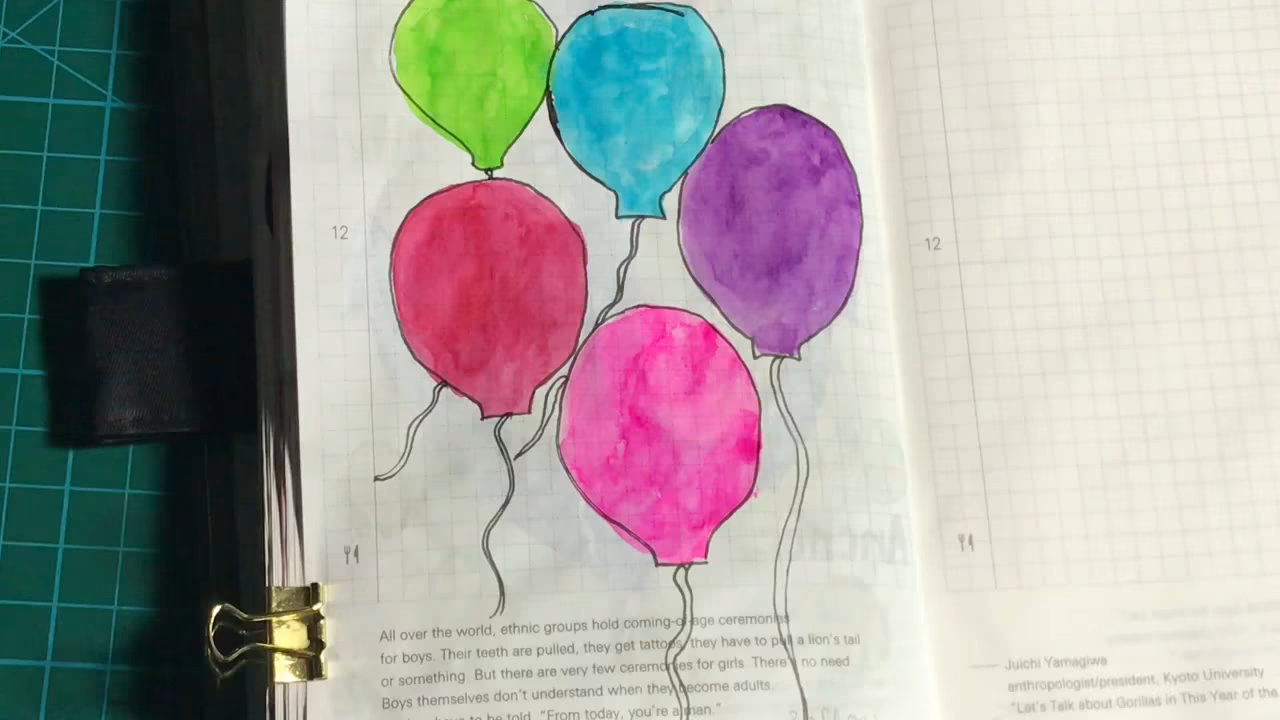 12
All over the world, ethnic groups hold coming-of-age ceremonies
for boys. Their teeth are pulled, they get tattoos, they have to pull a lion's tail
or something. But there are very few ceremonies for girls. There's no need.
Boys themselves don't understand when they become adults.
to be told, "From today, you're a man."
12
Juichi Yamagiwa
anthropologist/president, Kyoto University
"Let's Talk about Gorillas in This Year of the